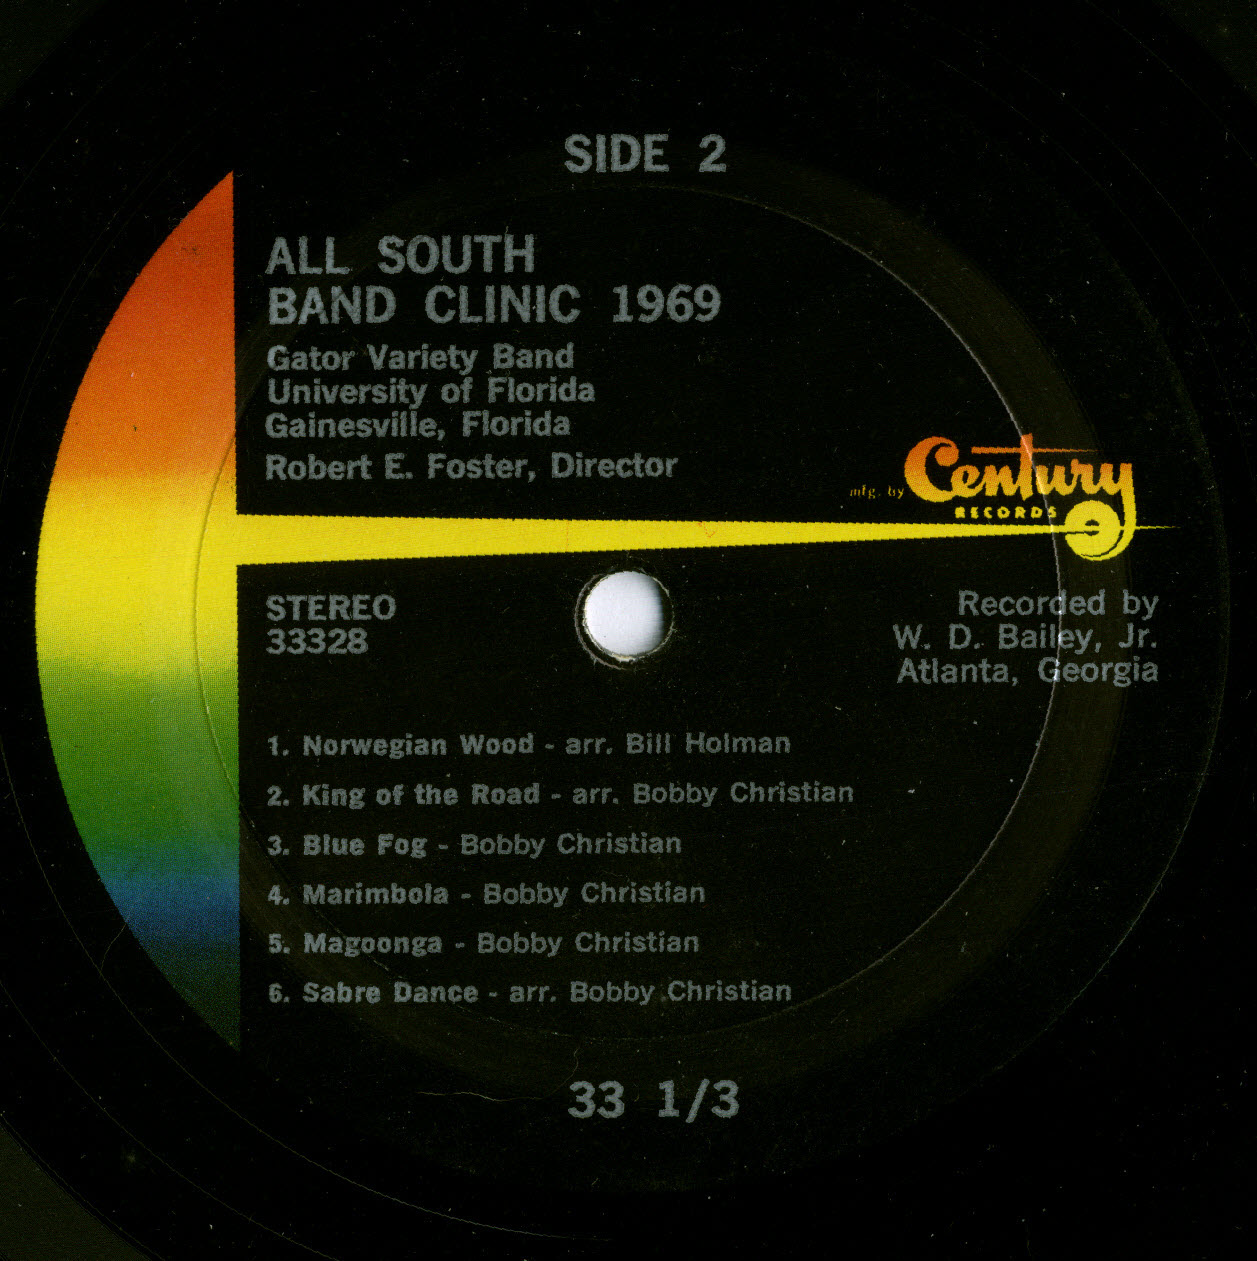 SIDE 2
ALL SOUTH
BAND CLINIC 1969
Gator Variety Band
University of Florida
Gainesville, Florida
Robert E. Foster, Director
mfg. by Century
RECORDS
STEREO
33328
Recorded by
W. D. Bailey, Jr.
Atlanta, Georgia
1. Norwegian Wood - arr. Bill Holman
2. King of the Road - arr. Bobby Christian
3. Blue Fog - Bobby Christian
4. Marimbola - Bobby Christian
5. Magoonga - Bobby Christian
6. Sabre Dance - arr. Bobby Christian
33 1/3